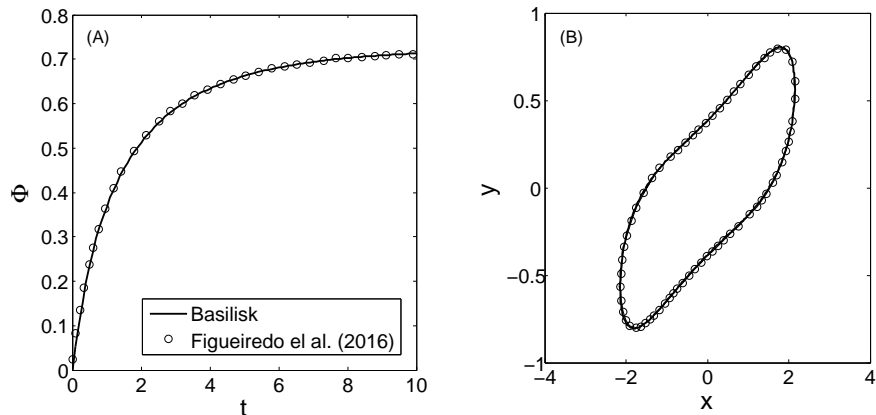 (A)
0.8
0.7
0.6
0.5
0.4
0.3
0.2
0.1
0
Φ
0 2 4 6 8 10
t
Basilisk
Figueiredo el al. (2016)
(B)
1
0.5
0
−0.5
−1
y
−4 −2 0 2 4
x